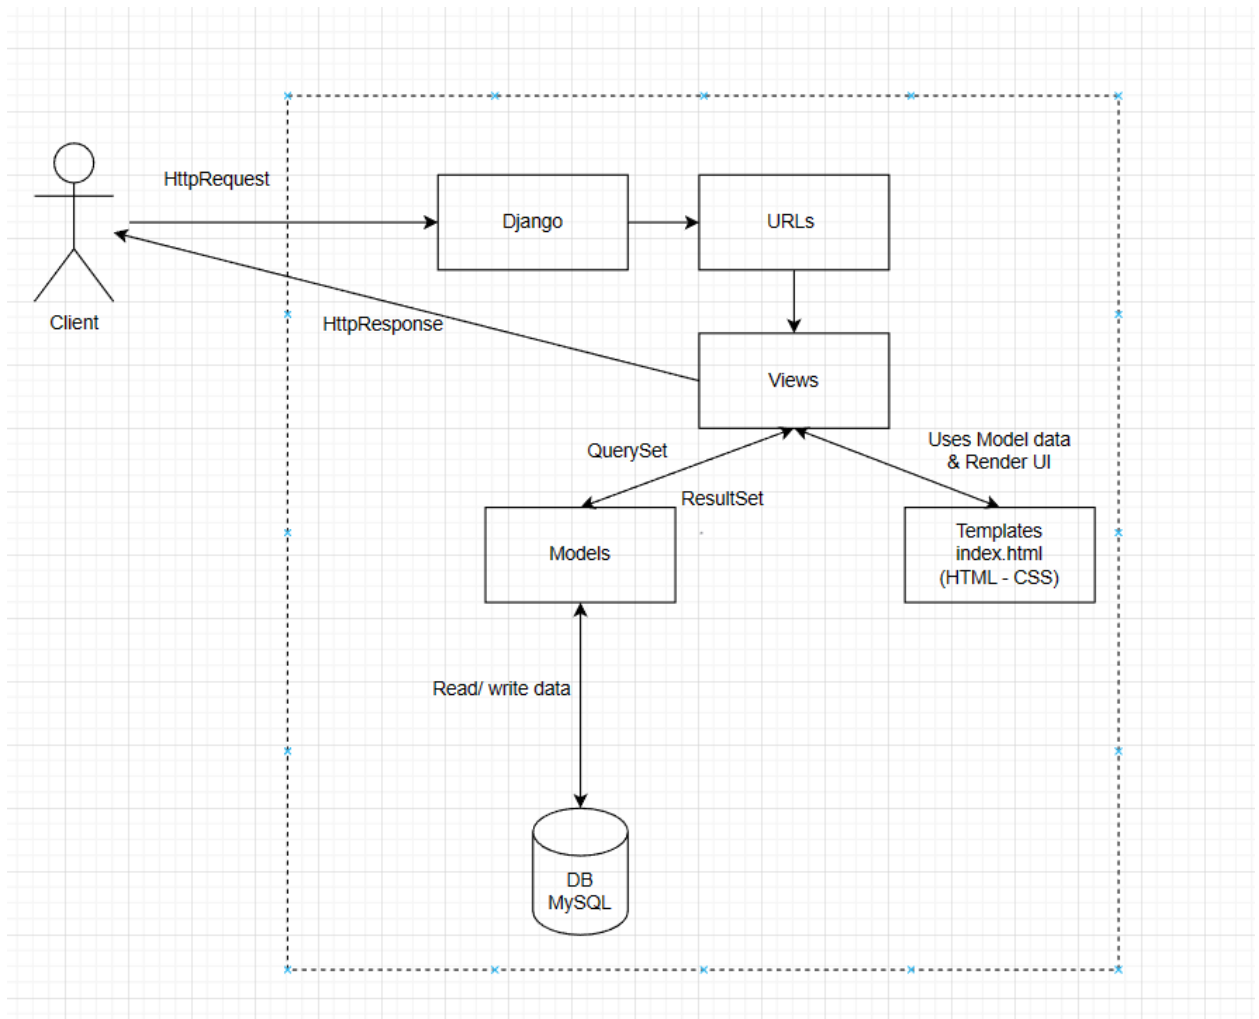 HttpRequest
Django
URLs
Client
HttpResponse
Views
QuerySet
Uses Model data
& Render UI
ResultSet
Models
Templates
index.html
(HTML - CSS)
Read/ write data
DB
MySQL